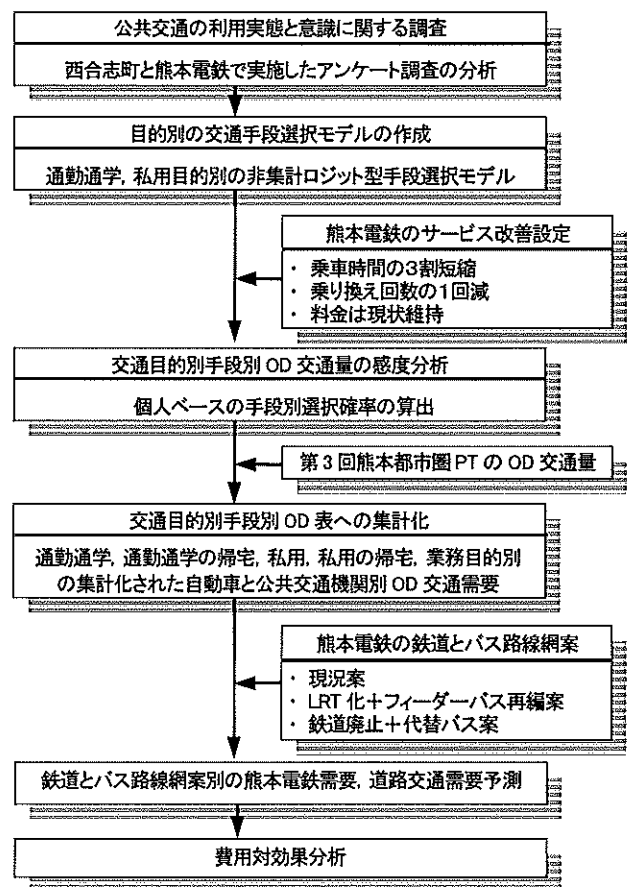 公共交通の利用実態と意識に関する調査
西合志町と熊本電鉄で実施したアンケート調査の分析
目的別の交通手段選択モデルの作成
通勤通学, 私用目的別の非集計ロジット型手段選択モデル
熊本電鉄のサービス改善設定
・ 乗車時間の3割短縮
・ 乗り換え回数の1回減
・ 料金は現状維持
交通目的別手段別 OD 交通量の感度分析
個人ベースの手段別選択確率の算出
第3回熊本都市圏 PT の OD 交通量
交通目的別手段別 OD 表への集計化
通勤通学, 通勤通学の帰宅, 私用, 私用の帰宅, 業務目的別
の集計化された自動車と公共交通機関別 OD 交通需要
熊本電鉄の鉄道とバス路線網案
・ 現況案
・ LRT 化+フィーダーバス再編案
・ 鉄道廃止+代替バス案
鉄道とバス路線網案別の熊本電鉄需要, 道路交通需要予測
費用対効果分析